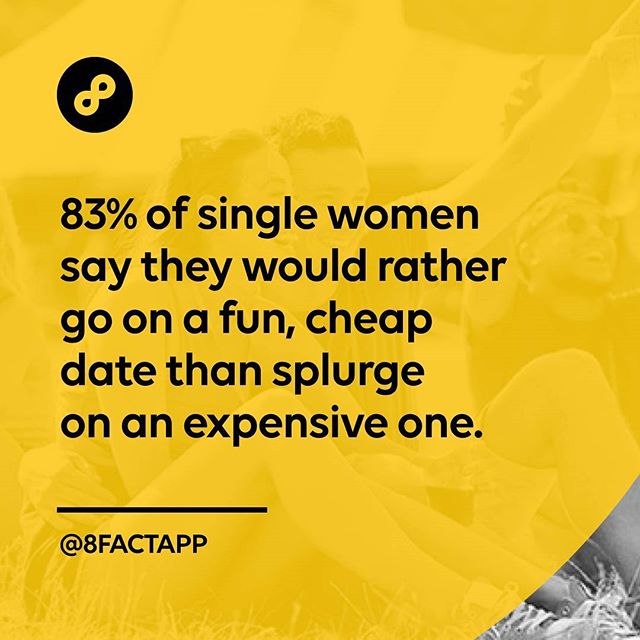 83% of single women
say they would rather
go on a fun, cheap
date than splurge
on an expensive one.
@8FACTAPP